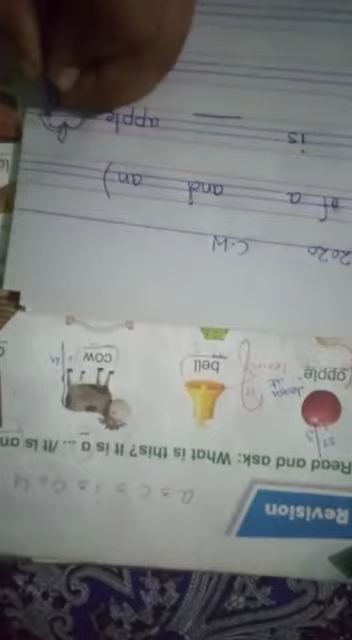 Revision
a e i o u
Read and ask: What is this? It is a ... /It is an
apple
bell
cow
learn
2020 C.W
of a and an)
is ___ apple